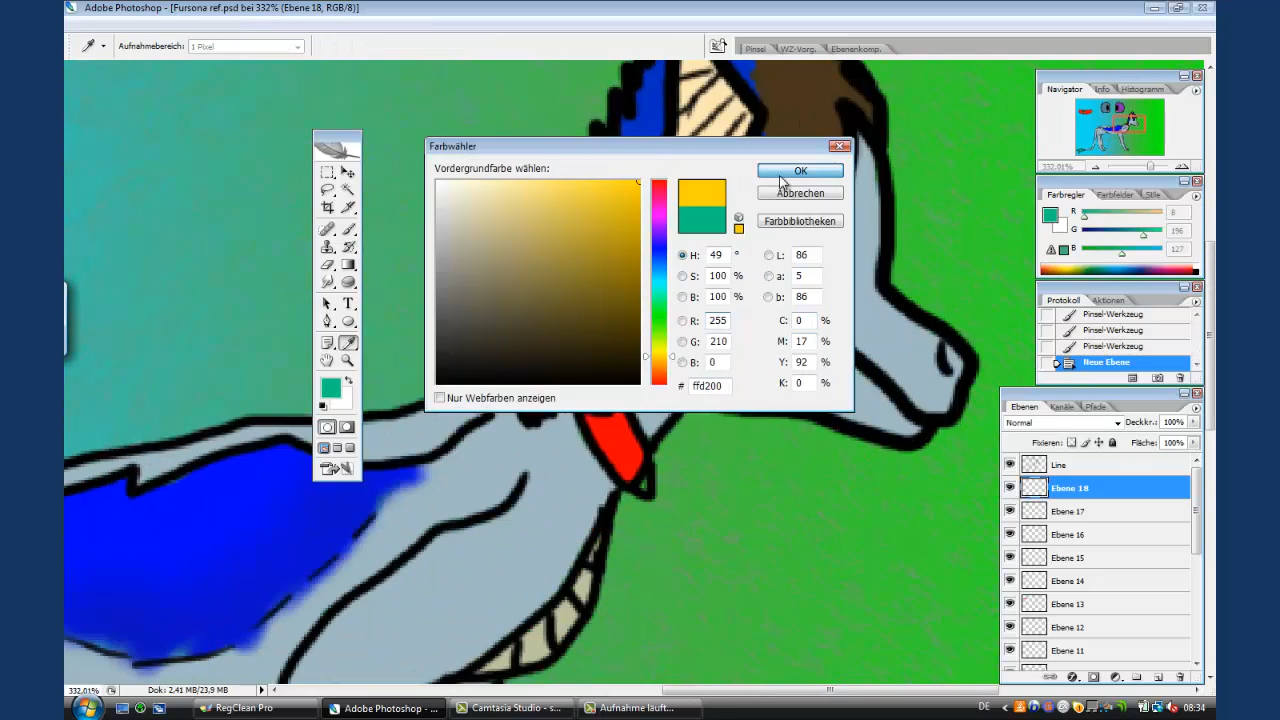 Adobe Photoshop - [Fursona ref.psd bei 332% (Ebene 18, RGB/8)]
Aufnahmebereich: 1 Pixel
Pinsel WZ-Vorg. Ebenenkomp.
Navigator Info Histogramm
332.01%
Farbregler Farbfelder Stile
R 8
G 196
B 127
Protokoll Aktionen
Pinsel-Werkzeug
Pinsel-Werkzeug
Pinsel-Werkzeug
Neue Ebene
Ebenen Kanäle Pfade
Normal Deckkr.: 100%
Fixieren: Fläche: 100%
Line
Ebene 18
Ebene 17
Ebene 16
Ebene 15
Ebene 14
Ebene 13
Ebene 12
Ebene 11
Farbwähler
Vordergrundfarbe wählen:
OK
Abbrechen
Farbbibliotheken
H: 49 ° L: 86
S: 100 % a: 5
B: 100 % b: 86
R: 255 C: 0 %
G: 210 M: 17 %
B: 0 Y: 92 %
# ffd200 K: 0 %
Nur Webfarben anzeigen
332,01% Dok: 2,41 MB/23,9 MB
RegClean Pro Adobe Photoshop - ... Camtasia Studio - s... Aufnahme läuft... DE 08:34